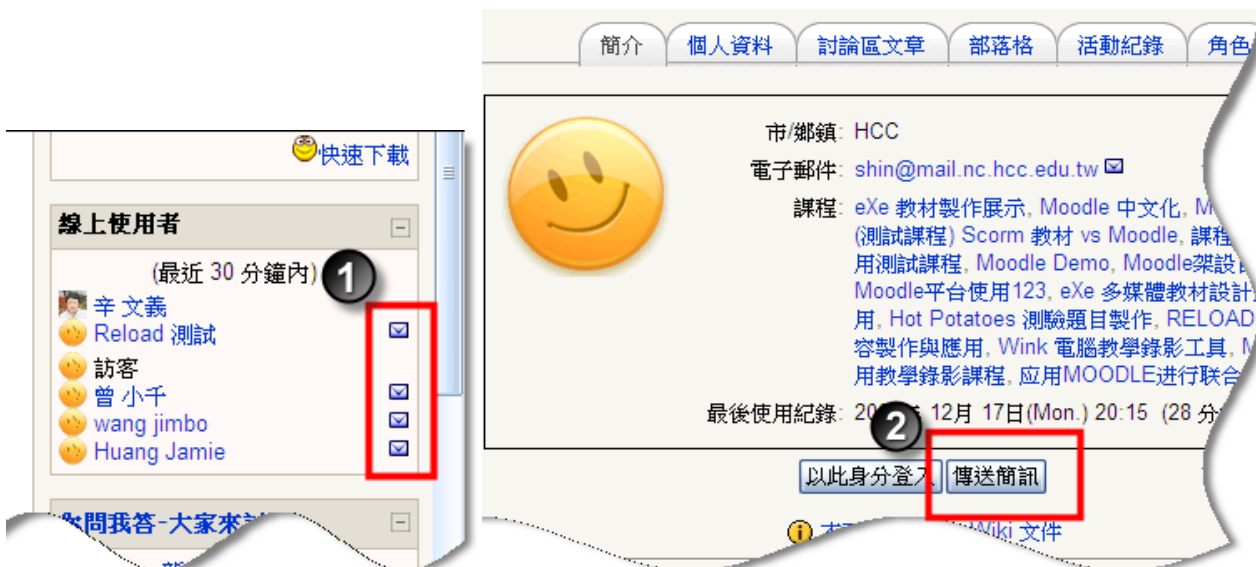 快速下載
線上使用者
(最近 30 分鐘內)
1
辛 文義
Reload 測試
訪客
曾 小千
wang jimbo
Huang Jamie
問我答-大家來
簡介
個人資料
討論區文章
部落格
活動紀錄
角色
市/鄉鎮: HCC
電子郵件: shin@mail.nc.hcc.edu.tw
課程: eXe 教材製作展示, Moodle 中文化,
(測試課程) Scorm 教材 vs Moodle, 課程
用測試課程, Moodle Demo, Moodle架設
Moodle平台使用123, eXe 多媒體教材設計
用, Hot Potatoes 測驗題目製作, RELOAD
容製作與應用, Wink 電腦教學錄影工具,
用教學錄影課程, 应用MOODLE进行联合
最後使用紀錄: 12月 17日(Mon.) 20:15 (28 分
2
以此身分登入
傳送簡訊
Wiki 文件